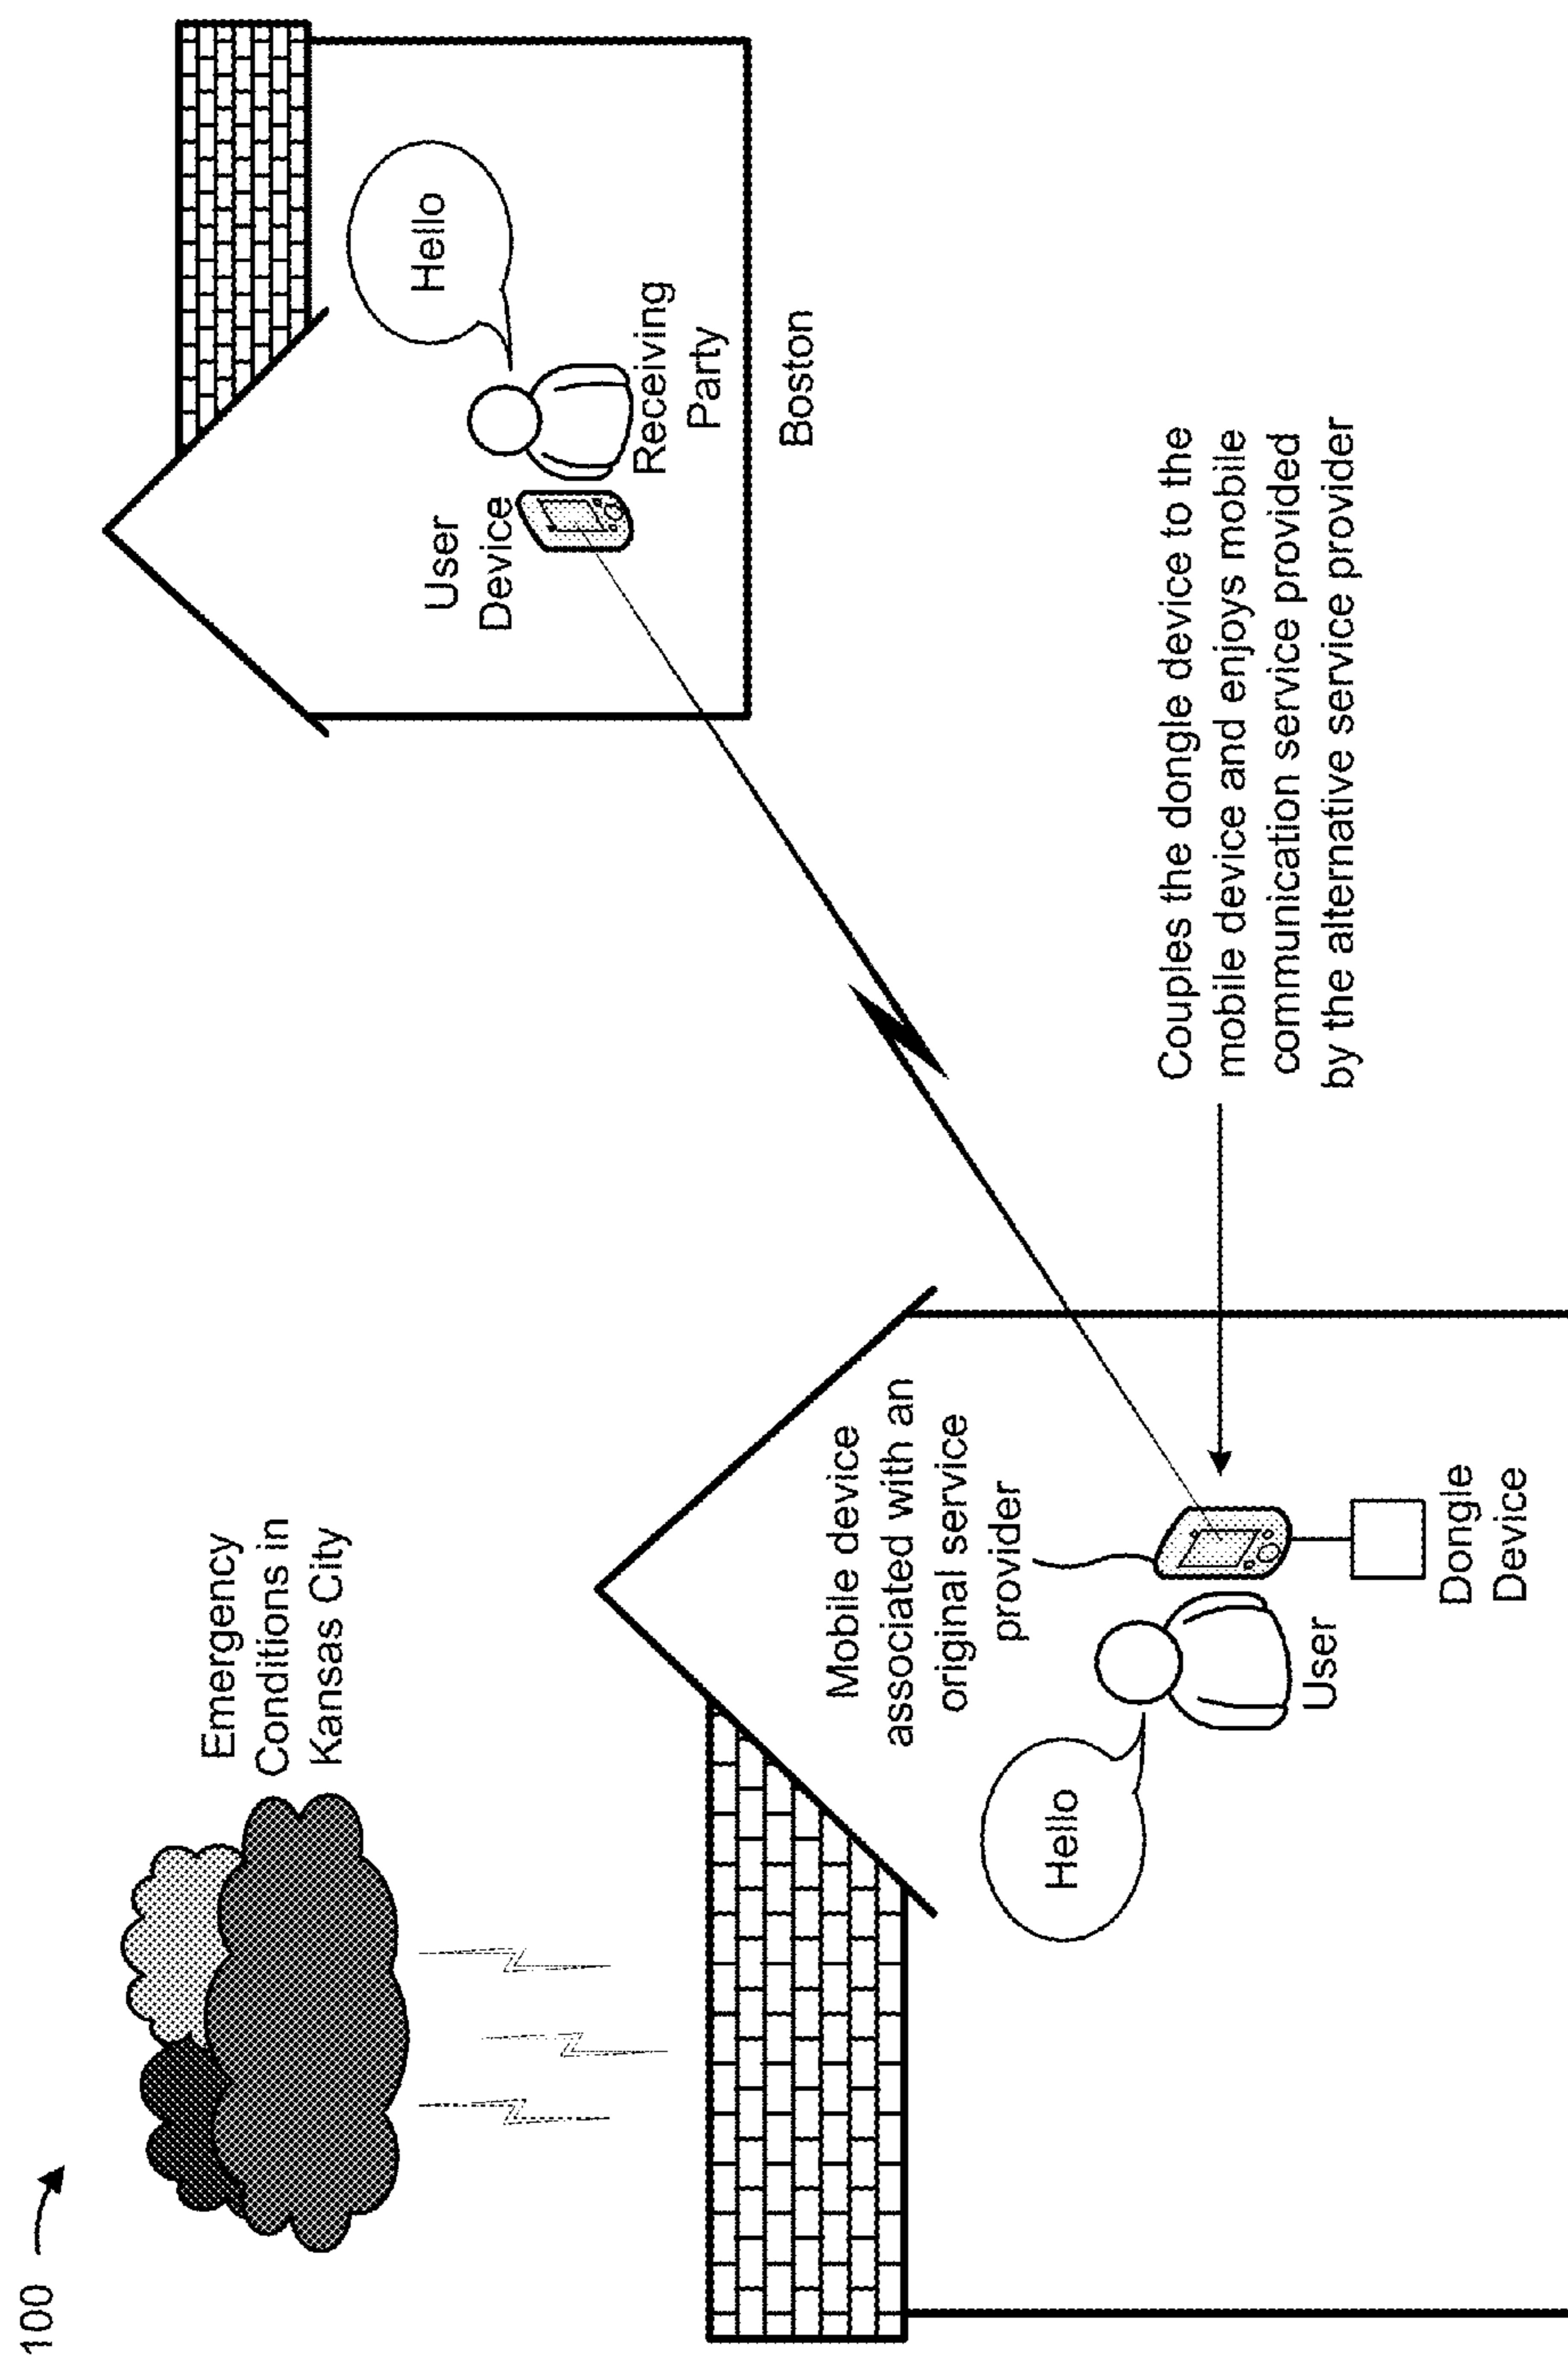 100
Emergency
Conditions in
Kansas City
Hello
User
Mobile device
associated with an
original service
provider
Dongle
Device
Couples the dongle device to the
mobile device and enjoys mobile
communication service provided
by the alternative service provider
User
Device
Hello
Receiving
Party
Boston